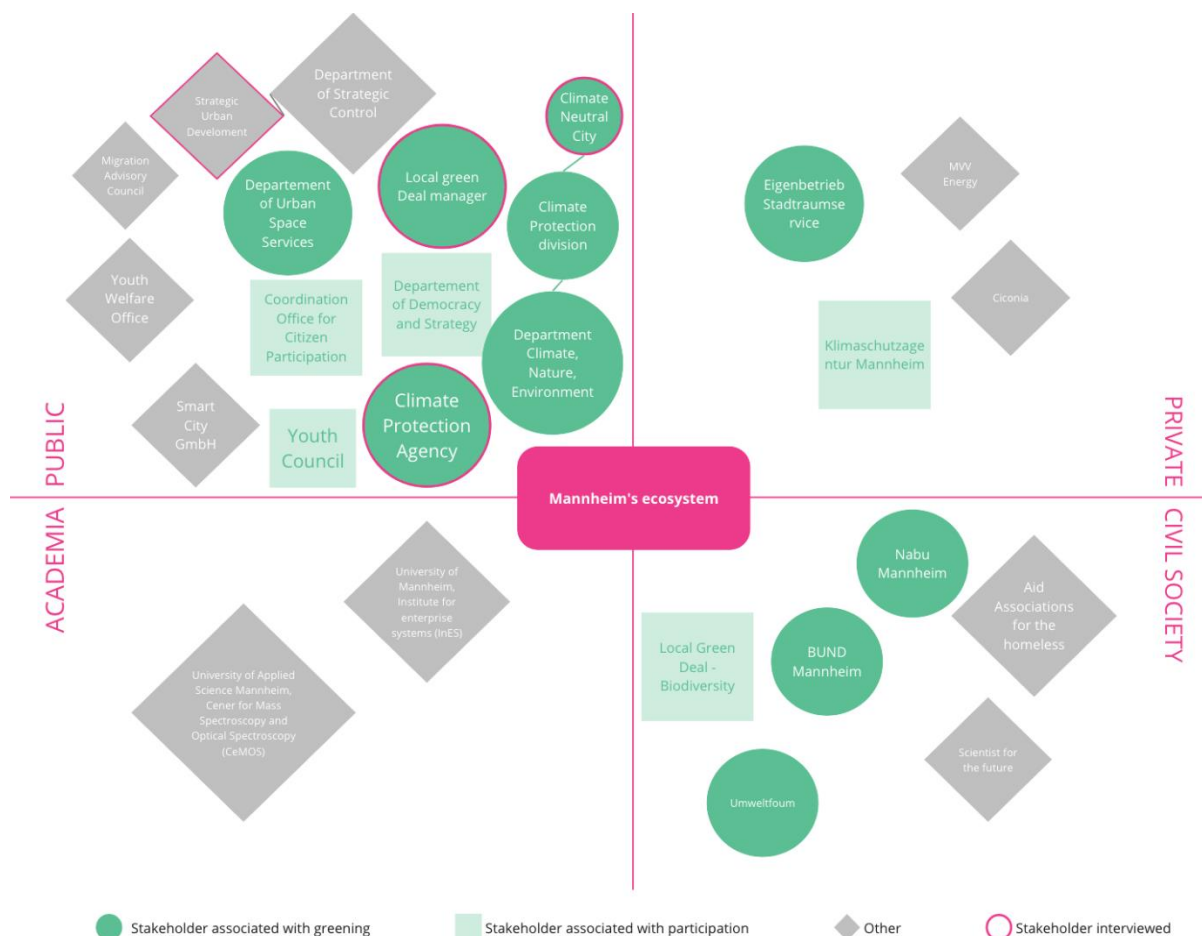 Department
of Strategic
Control
Strategic
Urban
Develoment
Climate
Neutral
City
Migration
Advisory
Council
Departement
of Urban
Space
Services
Local green
Deal manager
Climate
Protection
division
Youth
Welfare
Office
Coordination
Office for
Citizen
Participation
Departement
of Democracy
and Strategy
Department
Climate,
Nature,
Environment
Smart
City
GmbH
Youth
Council
Climate
Protection
Agency
PUBLIC
Eigenbetrieb
Stadtraumse
rvice
MVV
Energy
Ciconia
Klimaschutzage
ntur Mannheim
PRIVATE
Mannheim's ecosystem
ACADEMIA
University of
Mannheim,
Institute for
enterprise
systems (InES)
University of Applied
Science Mannheim,
Cener for Mass
Spectroscopy and
Optical Spectroscopy
(CeMOS)
CIVIL SOCIETY
Nabu
Mannheim
Aid
Associations
for the
homeless
Local Green
Deal -
Biodiversity
BUND
Mannheim
Scientist for
the future
Umweltfoum
Stakeholder associated with greening
Stakeholder associated with participation
Other
Stakeholder interviewed